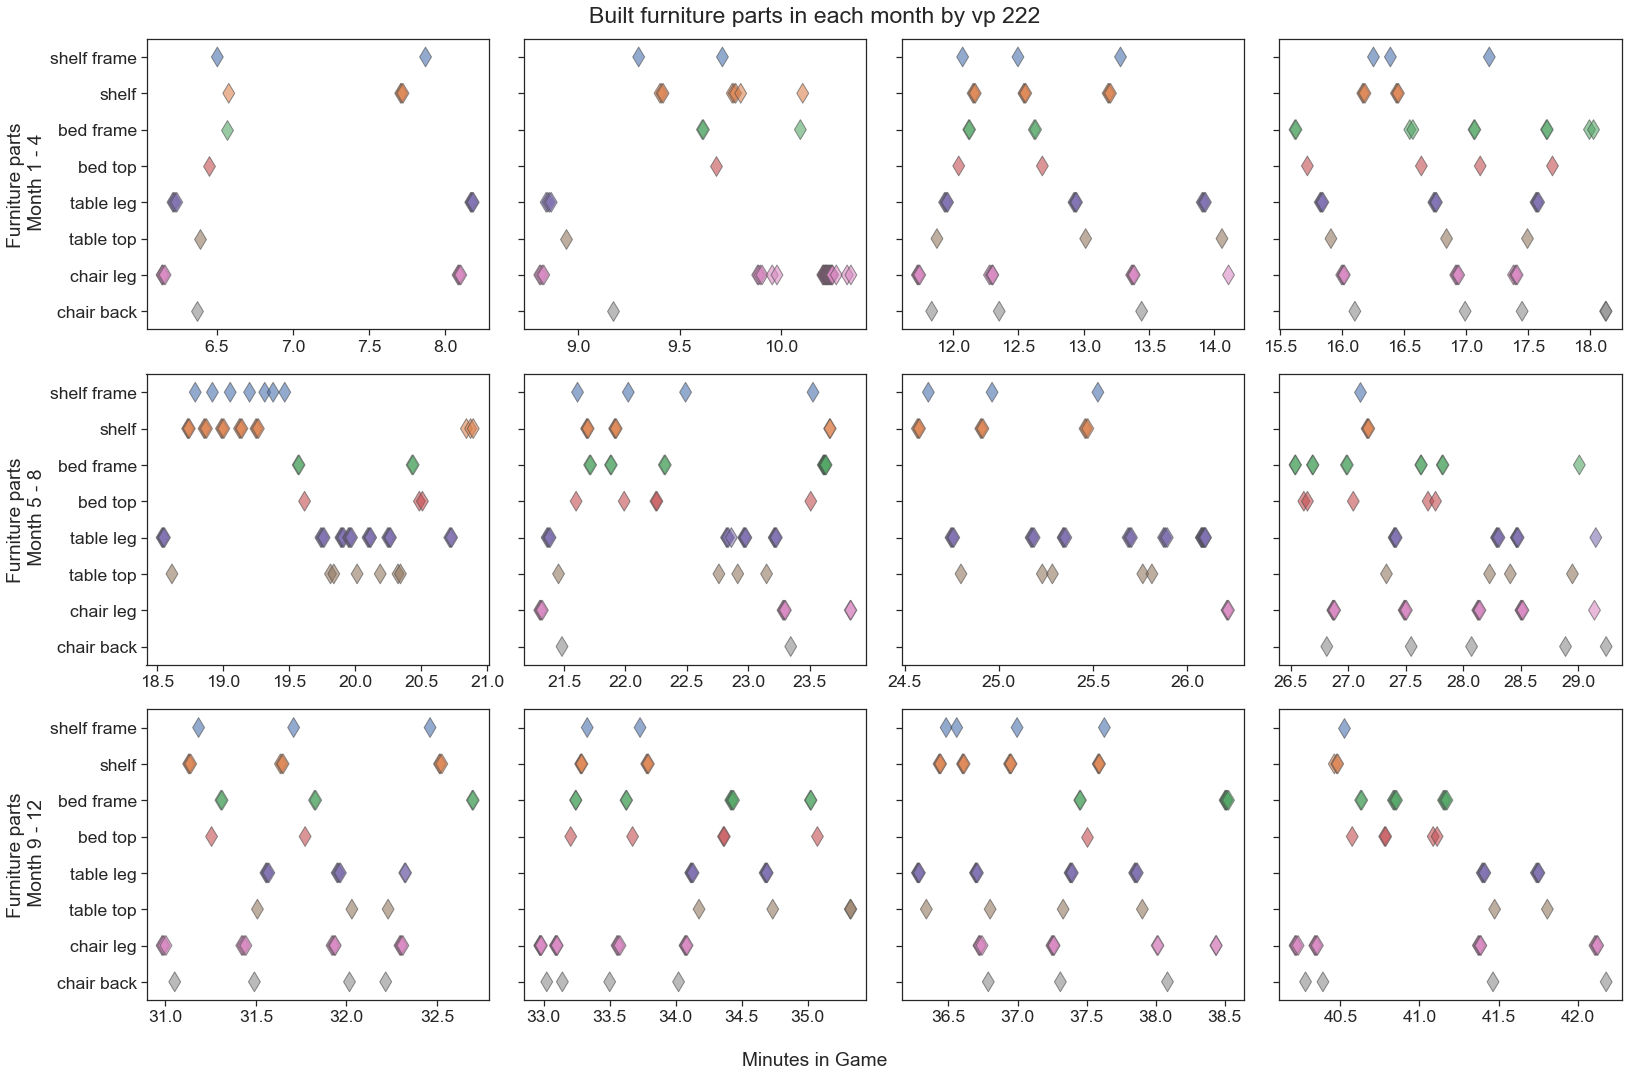 Built furniture parts in each month by vp 222
Furniture parts
Month 1 - 4
shelf frame
shelf
bed frame
bed top
table leg
table top
chair leg
chair back
6.5 7.0 7.5 8.0
9.0 9.5 10.0
12.0 12.5 13.0 13.5 14.0
15.5 16.0 16.5 17.0 17.5 18.0
Furniture parts
Month 5 - 8
shelf frame
shelf
bed frame
bed top
table leg
table top
chair leg
chair back
18.5 19.0 19.5 20.0 20.5 21.0
21.5 22.0 22.5 23.0 23.5
24.5 25.0 25.5 26.0
26.5 27.0 27.5 28.0 28.5 29.0
Furniture parts
Month 9 - 12
shelf frame
shelf
bed frame
bed top
table leg
table top
chair leg
chair back
31.0 31.5 32.0 32.5
33.0 33.5 34.0 34.5 35.0
36.5 37.0 37.5 38.0 38.5
40.5 41.0 41.5 42.0
Minutes in Game